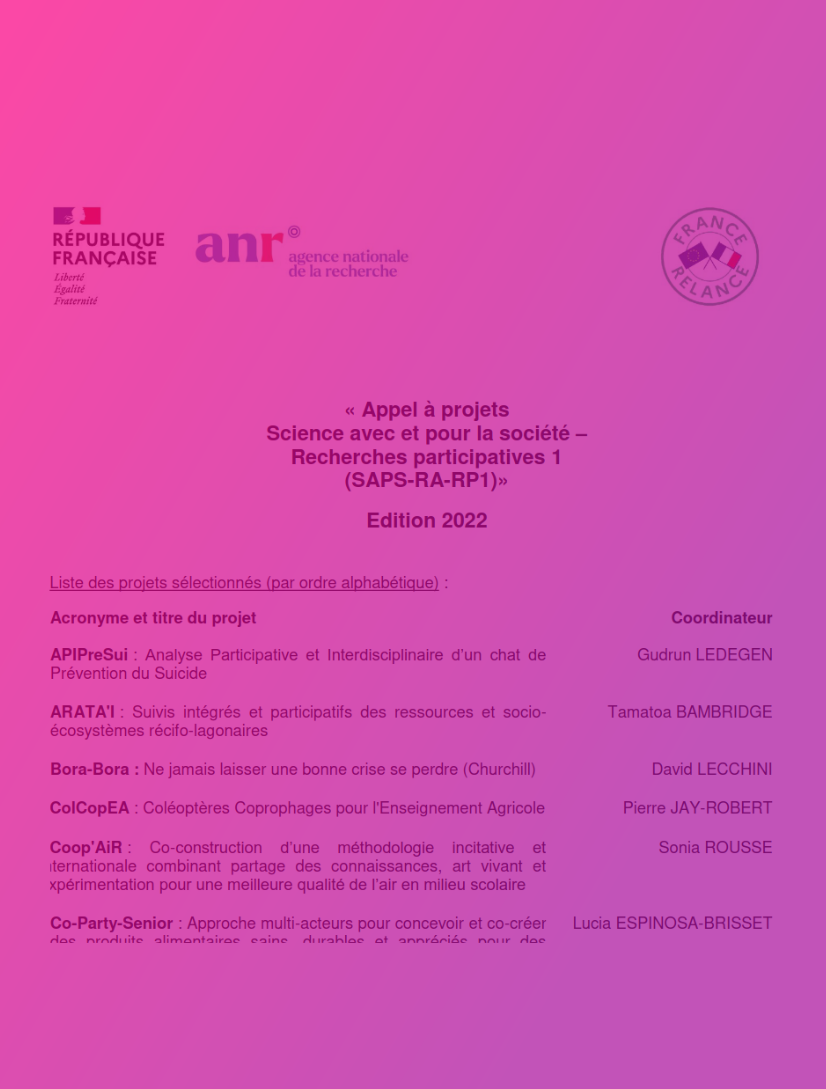 RÉPUBLIQUE
FRANÇAISE
Liberté
Égalité
Fraternité
anr
agence nationale
de la recherche
FRANCE
RELANCE
« Appel à projets
Science avec et pour la société –
Recherches participatives 1
(SAPS-RA-RP1)»
Edition 2022
Liste des projets sélectionnés (par ordre alphabétique) :
Acronyme et titre du projet Coordinateur
APIPreSui : Analyse Participative et Interdisciplinaire d'un chat de Gudrun LEDEGEN
Prévention du Suicide
ARATA'I : Suivis intégrés et participatifs des ressources et socio- Tamatoa BAMBRIDGE
écosystèmes récifo-lagonaires
Bora-Bora : Ne jamais laisser une bonne crise se perdre (Churchill) David LECCHINI
ColCopEA : Coléoptères Coprophages pour l'Enseignement Agricole Pierre JAY-ROBERT
Coop'AiR : Co-construction d'une méthodologie incitative et Sonia ROUSSE
nternationale combinant partage des connaissances, art vivant et
xpérimentation pour une meilleure qualité de l'air en milieu scolaire
Co-Party-Senior : Approche multi-acteurs pour concevoir et co-créer Lucia ESPINOSA-BRISSET
des produits alimentaires sains, durables et appréciés pour des